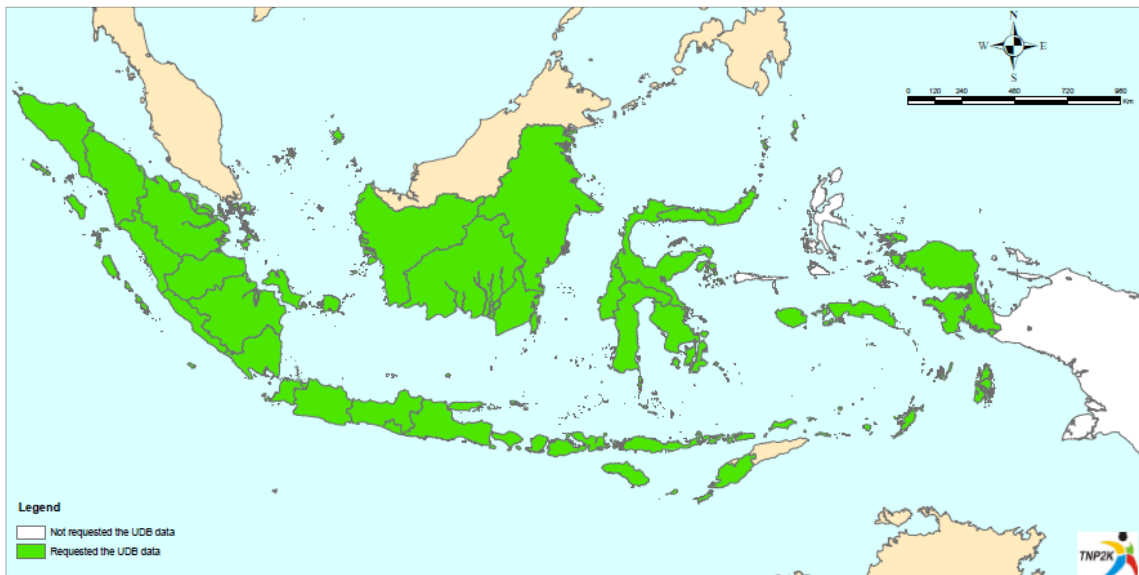 N
W E
S
0 120 240 480 720 960
Km
Legend
Not requested the UDB data
Requested the UDB data
TNP2K